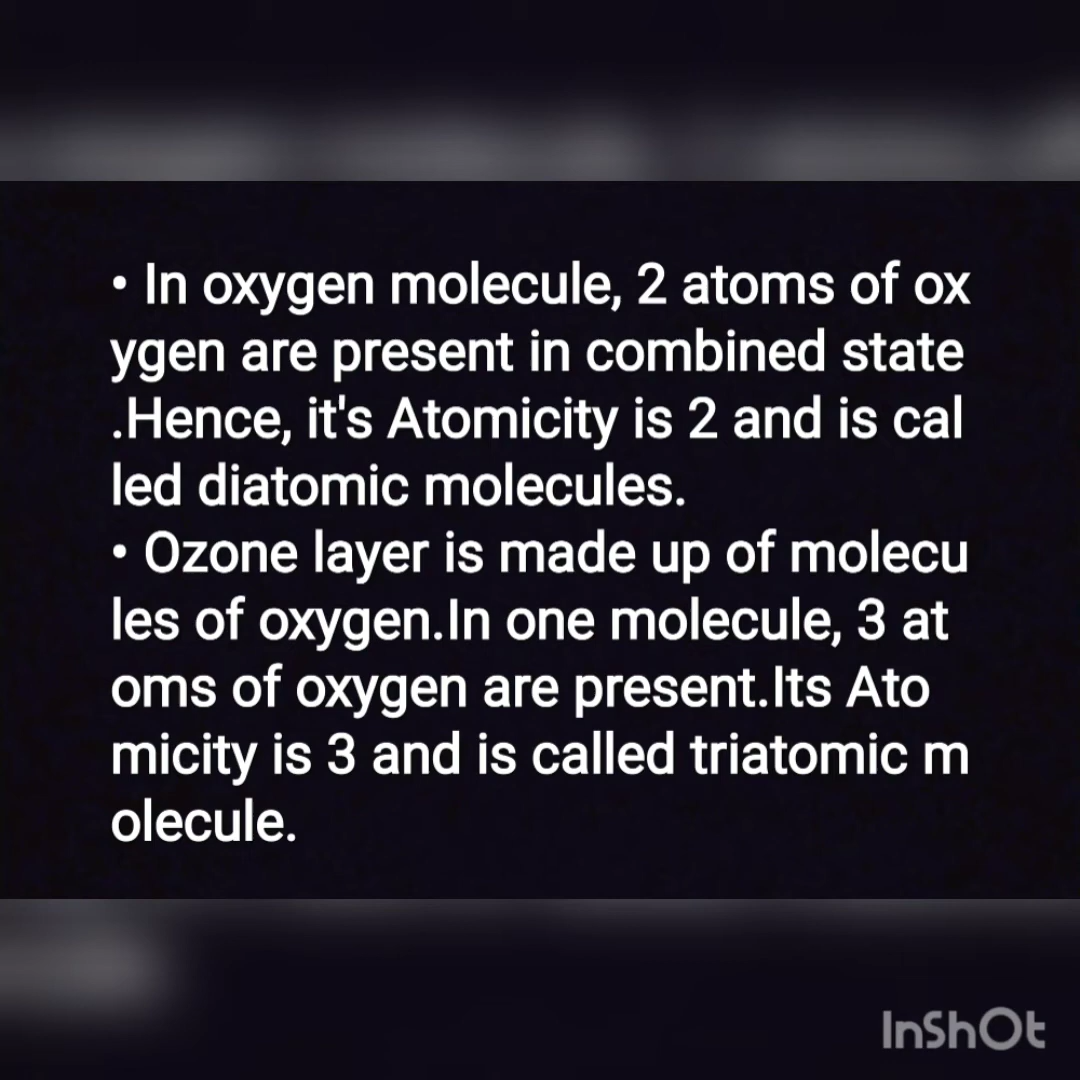 • In oxygen molecule, 2 atoms of ox
ygen are present in combined state
.Hence, it's Atomicity is 2 and is cal
led diatomic molecules.
• Ozone layer is made up of molecu
les of oxygen.In one molecule, 3 at
oms of oxygen are present.Its Ato
micity is 3 and is called triatomic m
olecule.
InShOt